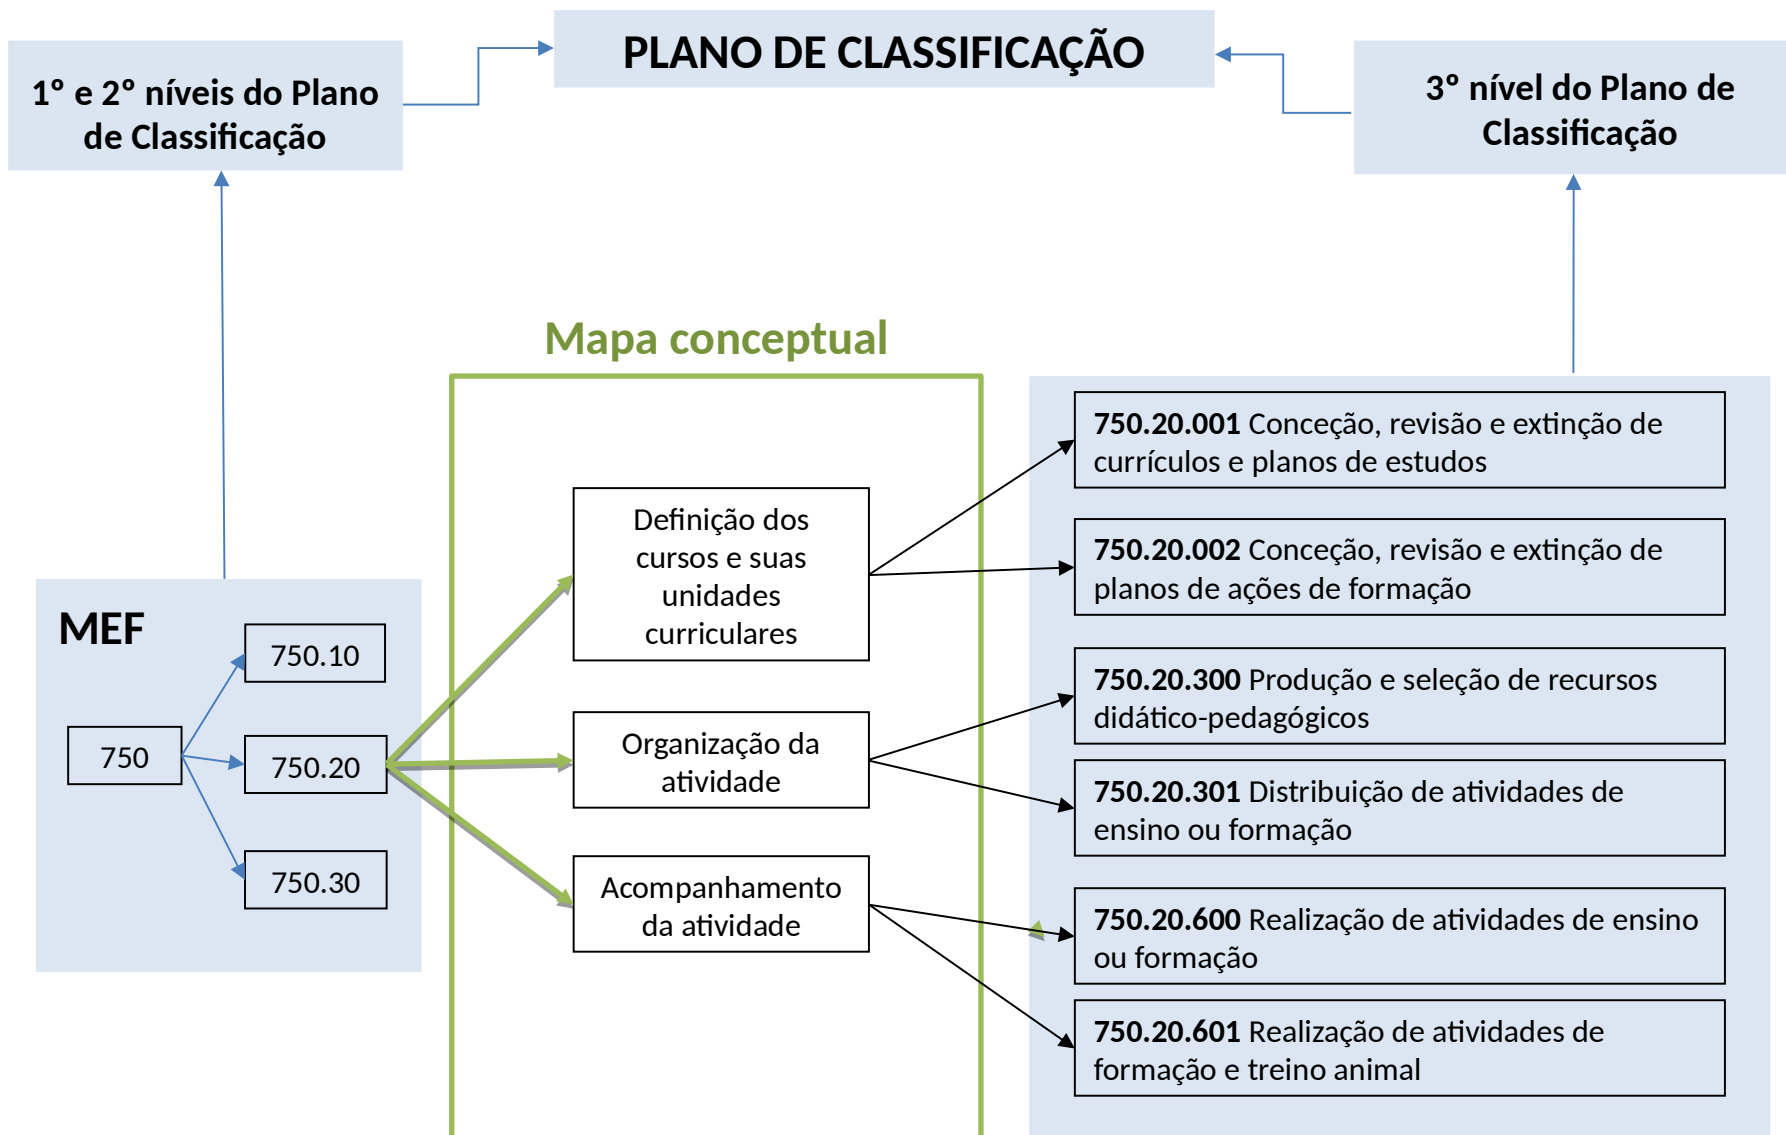 PLANO DE CLASSIFICAÇÃO
1º e 2º níveis do Plano
de Classificação
3º nível do Plano de
Classificação
Mapa conceptual
MEF
750
750.10
750.20
750.30
Definição dos
cursos e suas
unidades
curriculares
Organização da
atividade
Acompanhamento
da atividade
750.20.001 Conceção, revisão e extinção de
currículos e planos de estudos
750.20.002 Conceção, revisão e extinção de
planos de ações de formação
750.20.300 Produção e seleção de recursos
didático-pedagógicos
750.20.301 Distribuição de atividades de
ensino ou formação
750.20.600 Realização de atividades de ensino
ou formação
750.20.601 Realização de atividades de
formação e treino animal